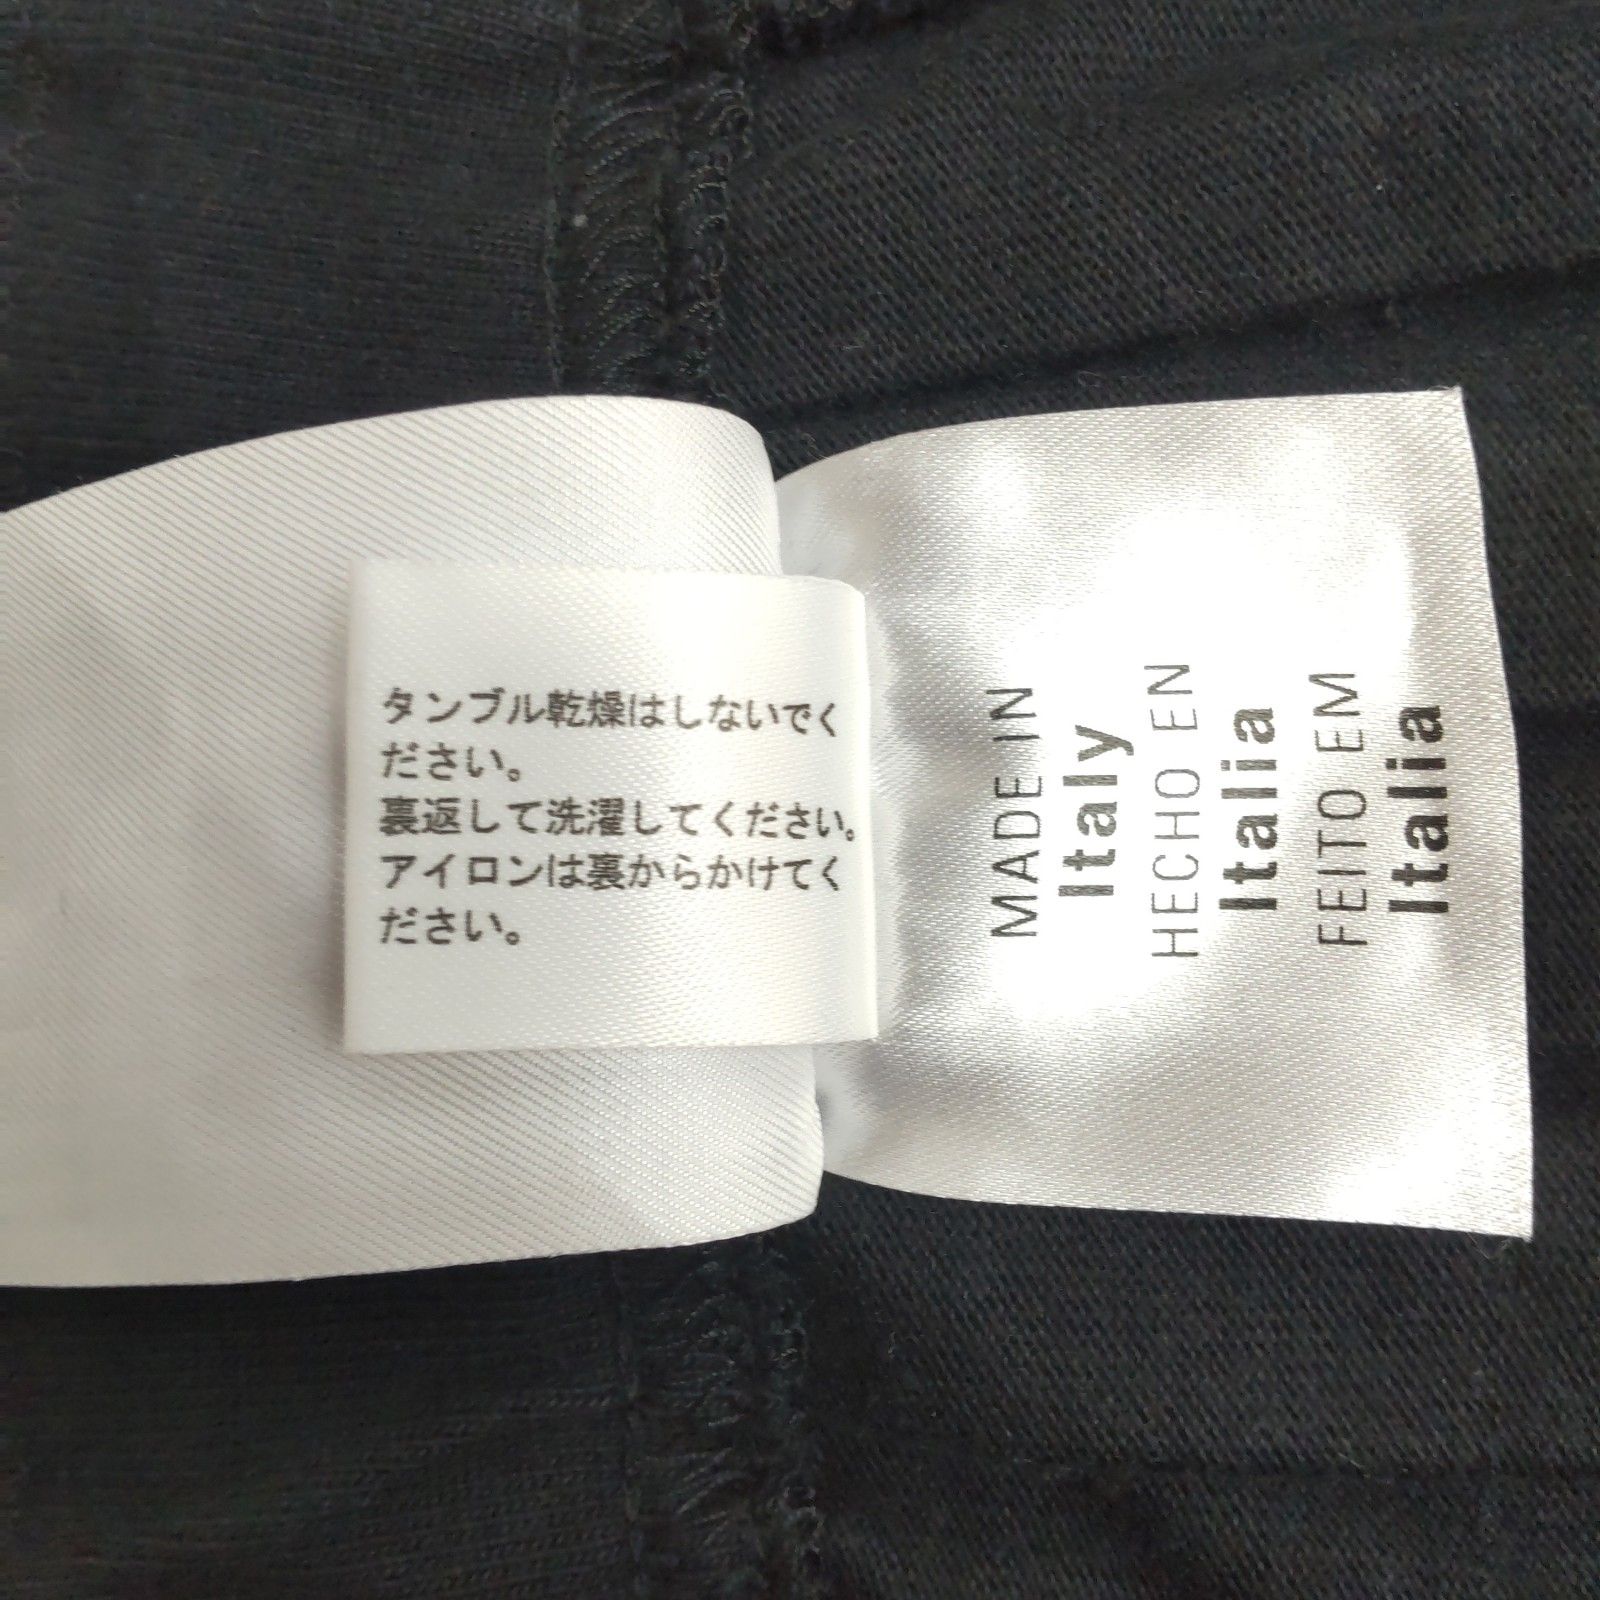 タンブル乾燥はしないでく
ださい。
裏返して洗濯してください。
アイロンは裏からかけてく
ださい。
MADE IN
Italy
HECHO EN
Italia
FEITO EM
Italia